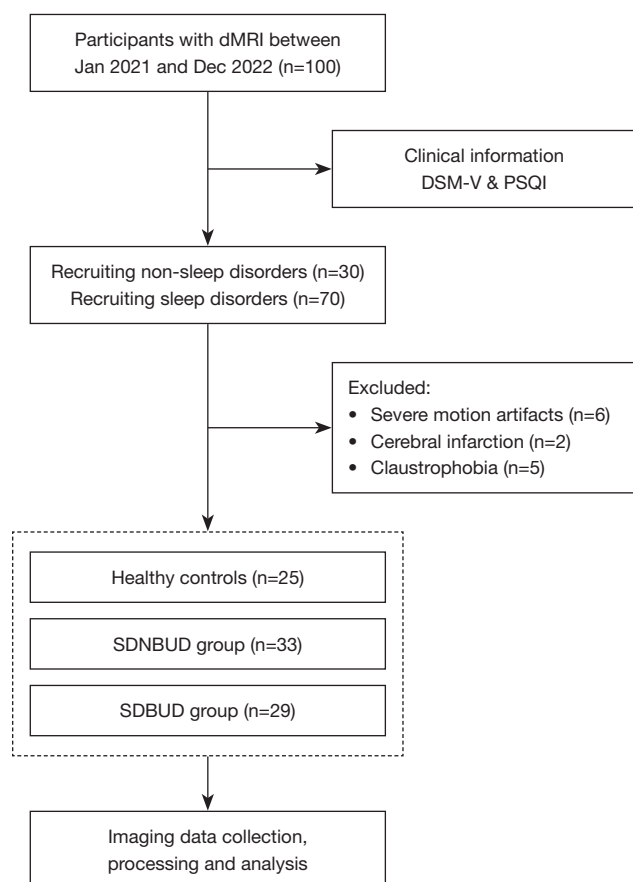 Participants with dMRI between
Jan 2021 and Dec 2022 (n=100)
Clinical information
DSM-V & PSQI
Recruiting non-sleep disorders (n=30)
Recruiting sleep disorders (n=70)
Excluded:
• Severe motion artifacts (n=6)
• Cerebral infarction (n=2)
• Claustrophobia (n=5)
Healthy controls (n=25)
SDNBUD group (n=33)
SDBUD group (n=29)
Imaging data collection,
processing and analysis